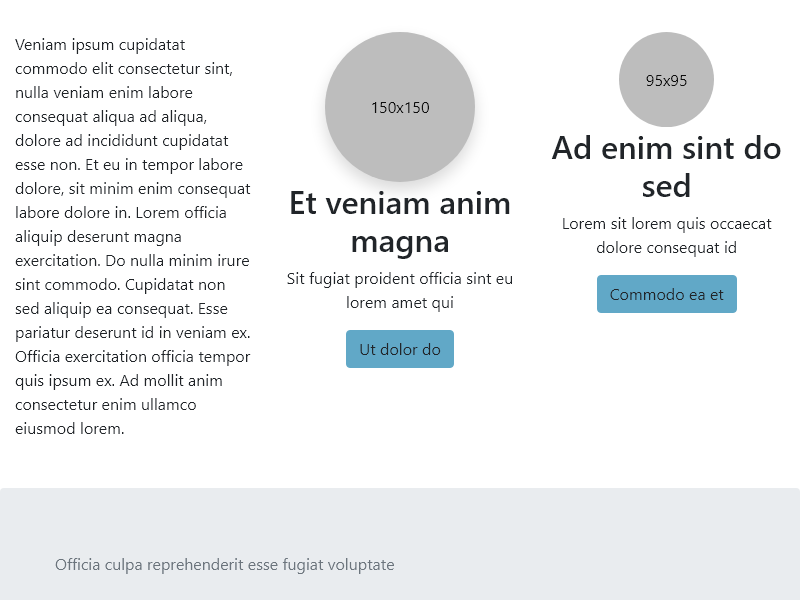 Veniam ipsum cupidatat
commodo elit consectetur sint,
nulla veniam enim labore
consequat aliqua ad aliqua,
dolore ad incididunt cupidatat
esse non. Et eu in tempor labore
dolore, sit minim enim consequat
labore dolore in. Lorem officia
aliquip deserunt magna
exercitation. Do nulla minim irure
sint commodo. Cupidatat non
sed aliquip ea consequat. Esse
pariatur deserunt id in veniam ex.
Officia exercitation officia tempor
quis ipsum ex. Ad mollit anim
consectetur enim ullamco
eiusmod lorem.
150x150
Et veniam anim
magna
Sit fugiat proident officia sint eu
lorem amet qui
Ut dolor do
95x95
Ad enim sint do
sed
Lorem sit lorem quis occaecat
dolore consequat id
Commodo ea et
Officia culpa reprehenderit esse fugiat voluptate